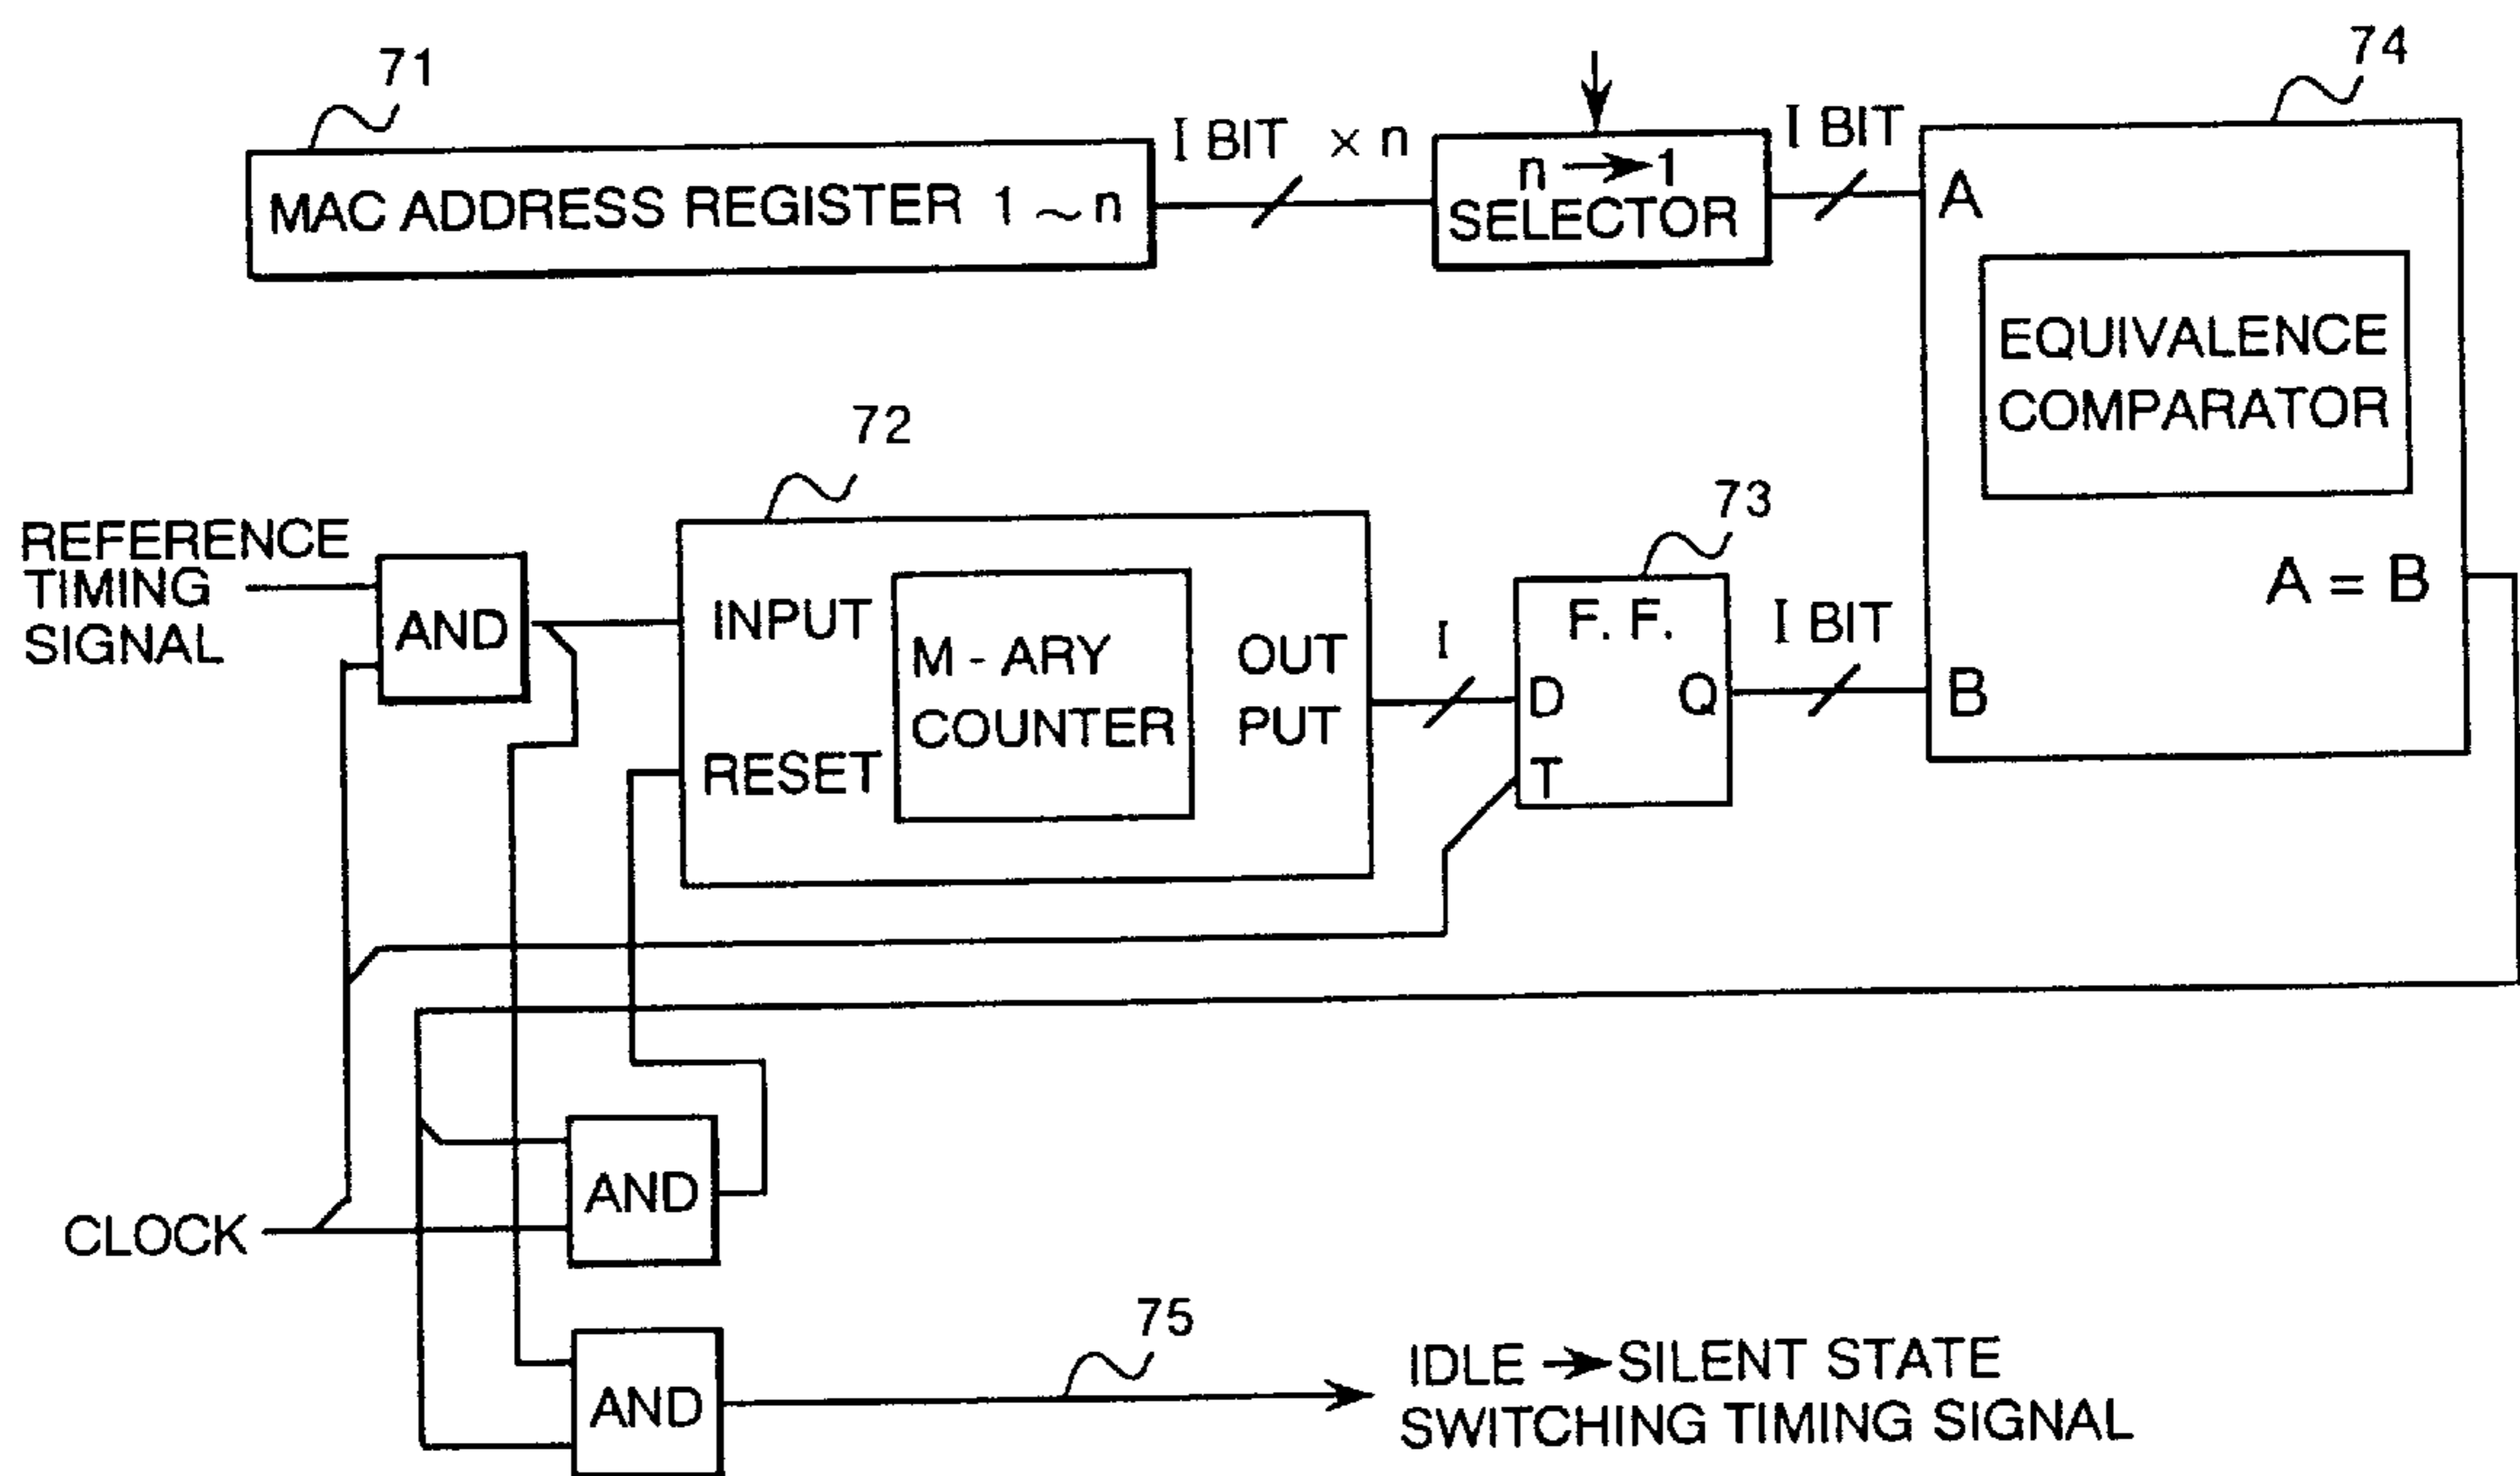 71
74
I BIT × n
I BIT
MAC ADDRESS REGISTER 1 ~ n
n → 1
SELECTOR
A
EQUIVALENCE
COMPARATOR
72
73
REFERENCE
TIMING
SIGNAL
AND
INPUT
M - ARY
COUNTER
OUT
PUT
RESET
I
F. F.
D
Q
T
I BIT
A = B
B
AND
CLOCK
75
AND
IDLE → SILENT STATE
SWITCHING TIMING SIGNAL